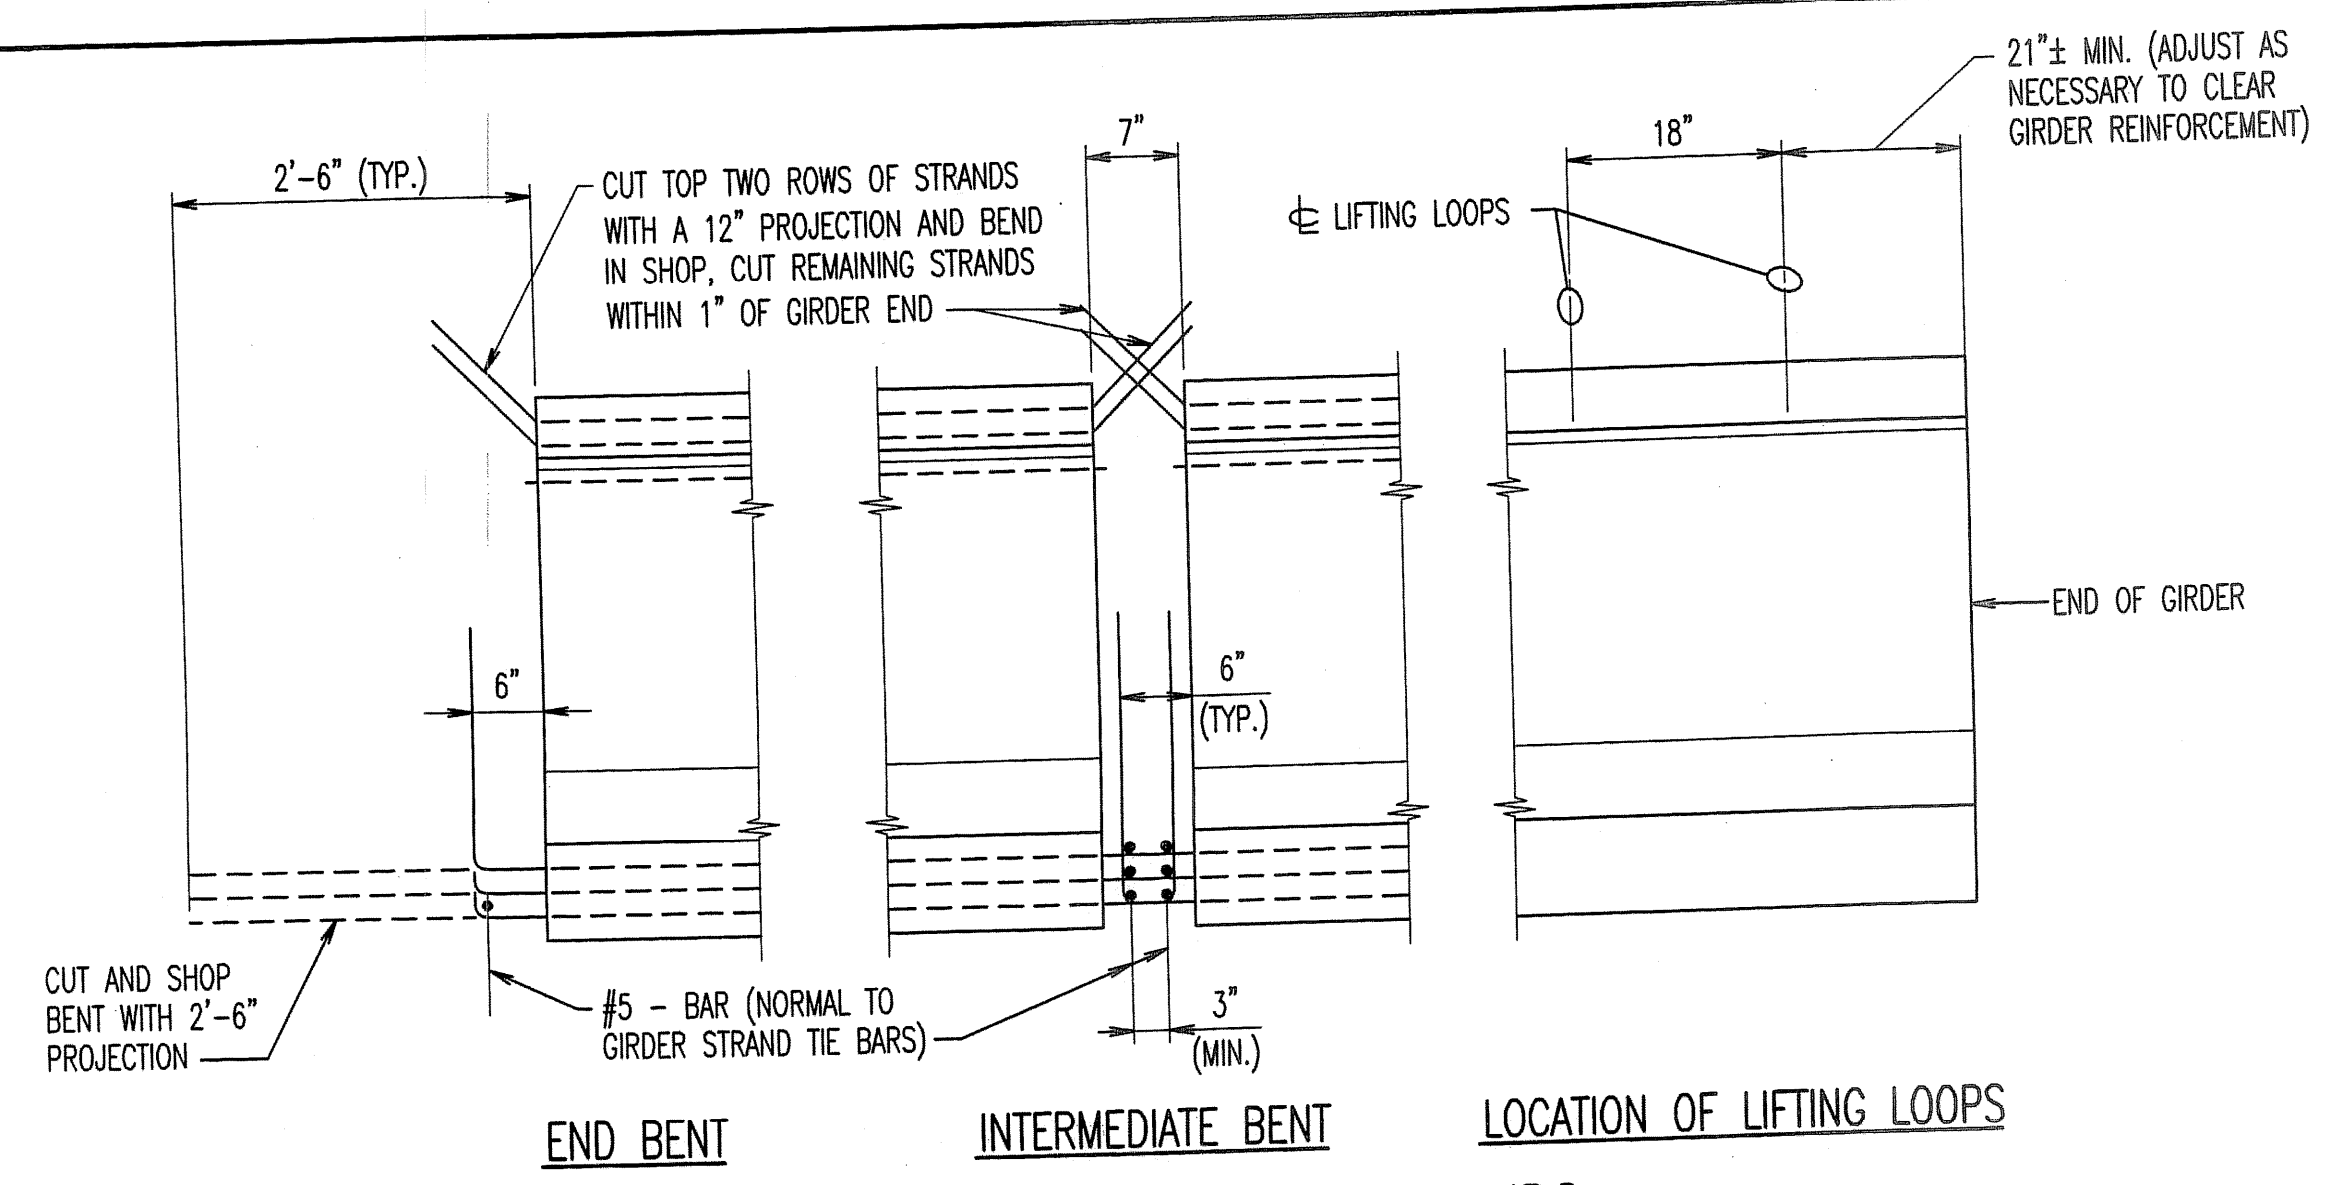 21"± MIN. (ADJUST AS
NECESSARY TO CLEAR
GIRDER REINFORCEMENT)
7"
18"
2'-6" (TYP.)
CUT TOP TWO ROWS OF STRANDS
WITH A 12" PROJECTION AND BEND
IN SHOP, CUT REMAINING STRANDS
WITHIN 1" OF GIRDER END
℄ LIFTING LOOPS
END OF GIRDER
6"
6"
(TYP.)
CUT AND SHOP
BENT WITH 2'-6"
PROJECTION
#5 - BAR (NORMAL TO
GIRDER STRAND TIE BARS)
3"
(MIN.)
END BENT
INTERMEDIATE BENT
LOCATION OF LIFTING LOOPS